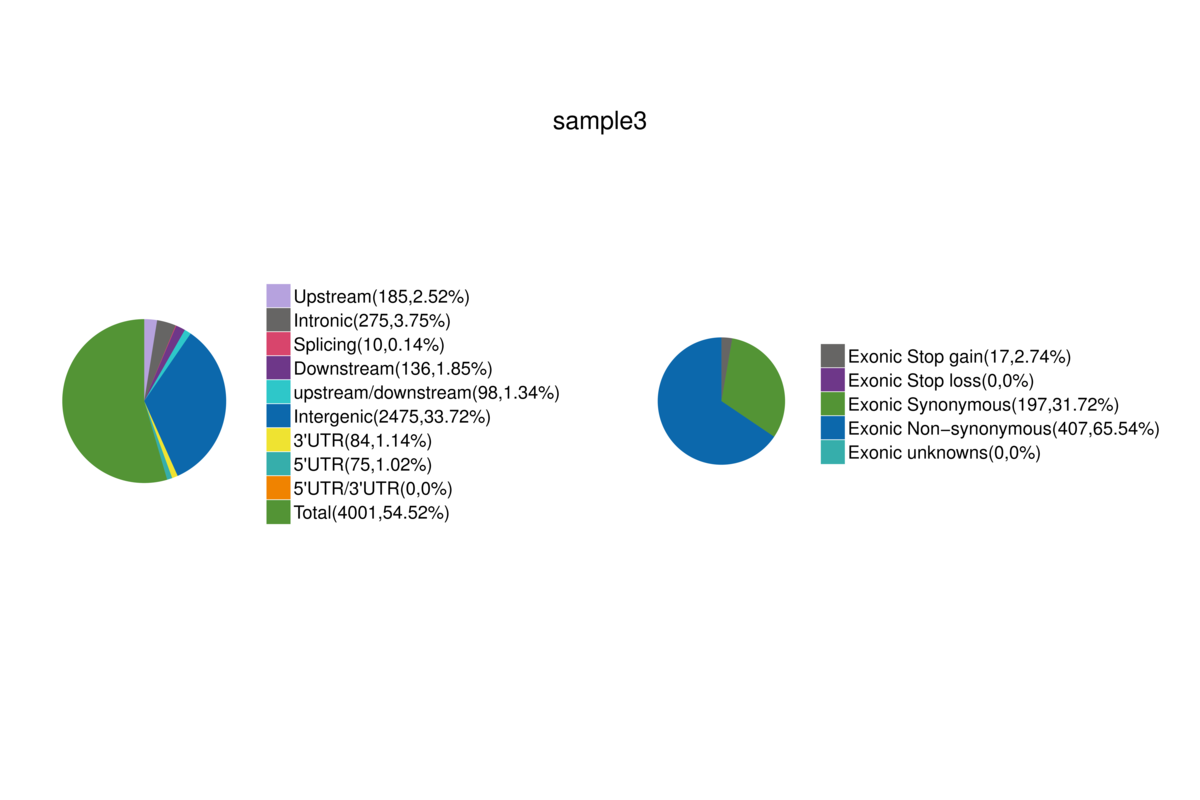 sample3
Upstream(185,2.52%)
Intronic(275,3.75%)
Splicing(10,0.14%)
Downstream(136,1.85%)
upstream/downstream(98,1.34%)
Intergenic(2475,33.72%)
3'UTR(84,1.14%)
5'UTR(75,1.02%)
5'UTR/3'UTR(0,0%)
Total(4001,54.52%)
Exonic Stop gain(17,2.74%)
Exonic Stop loss(0,0%)
Exonic Synonymous(197,31.72%)
Exonic Non−synonymous(407,65.54%)
Exonic unknowns(0,0%)